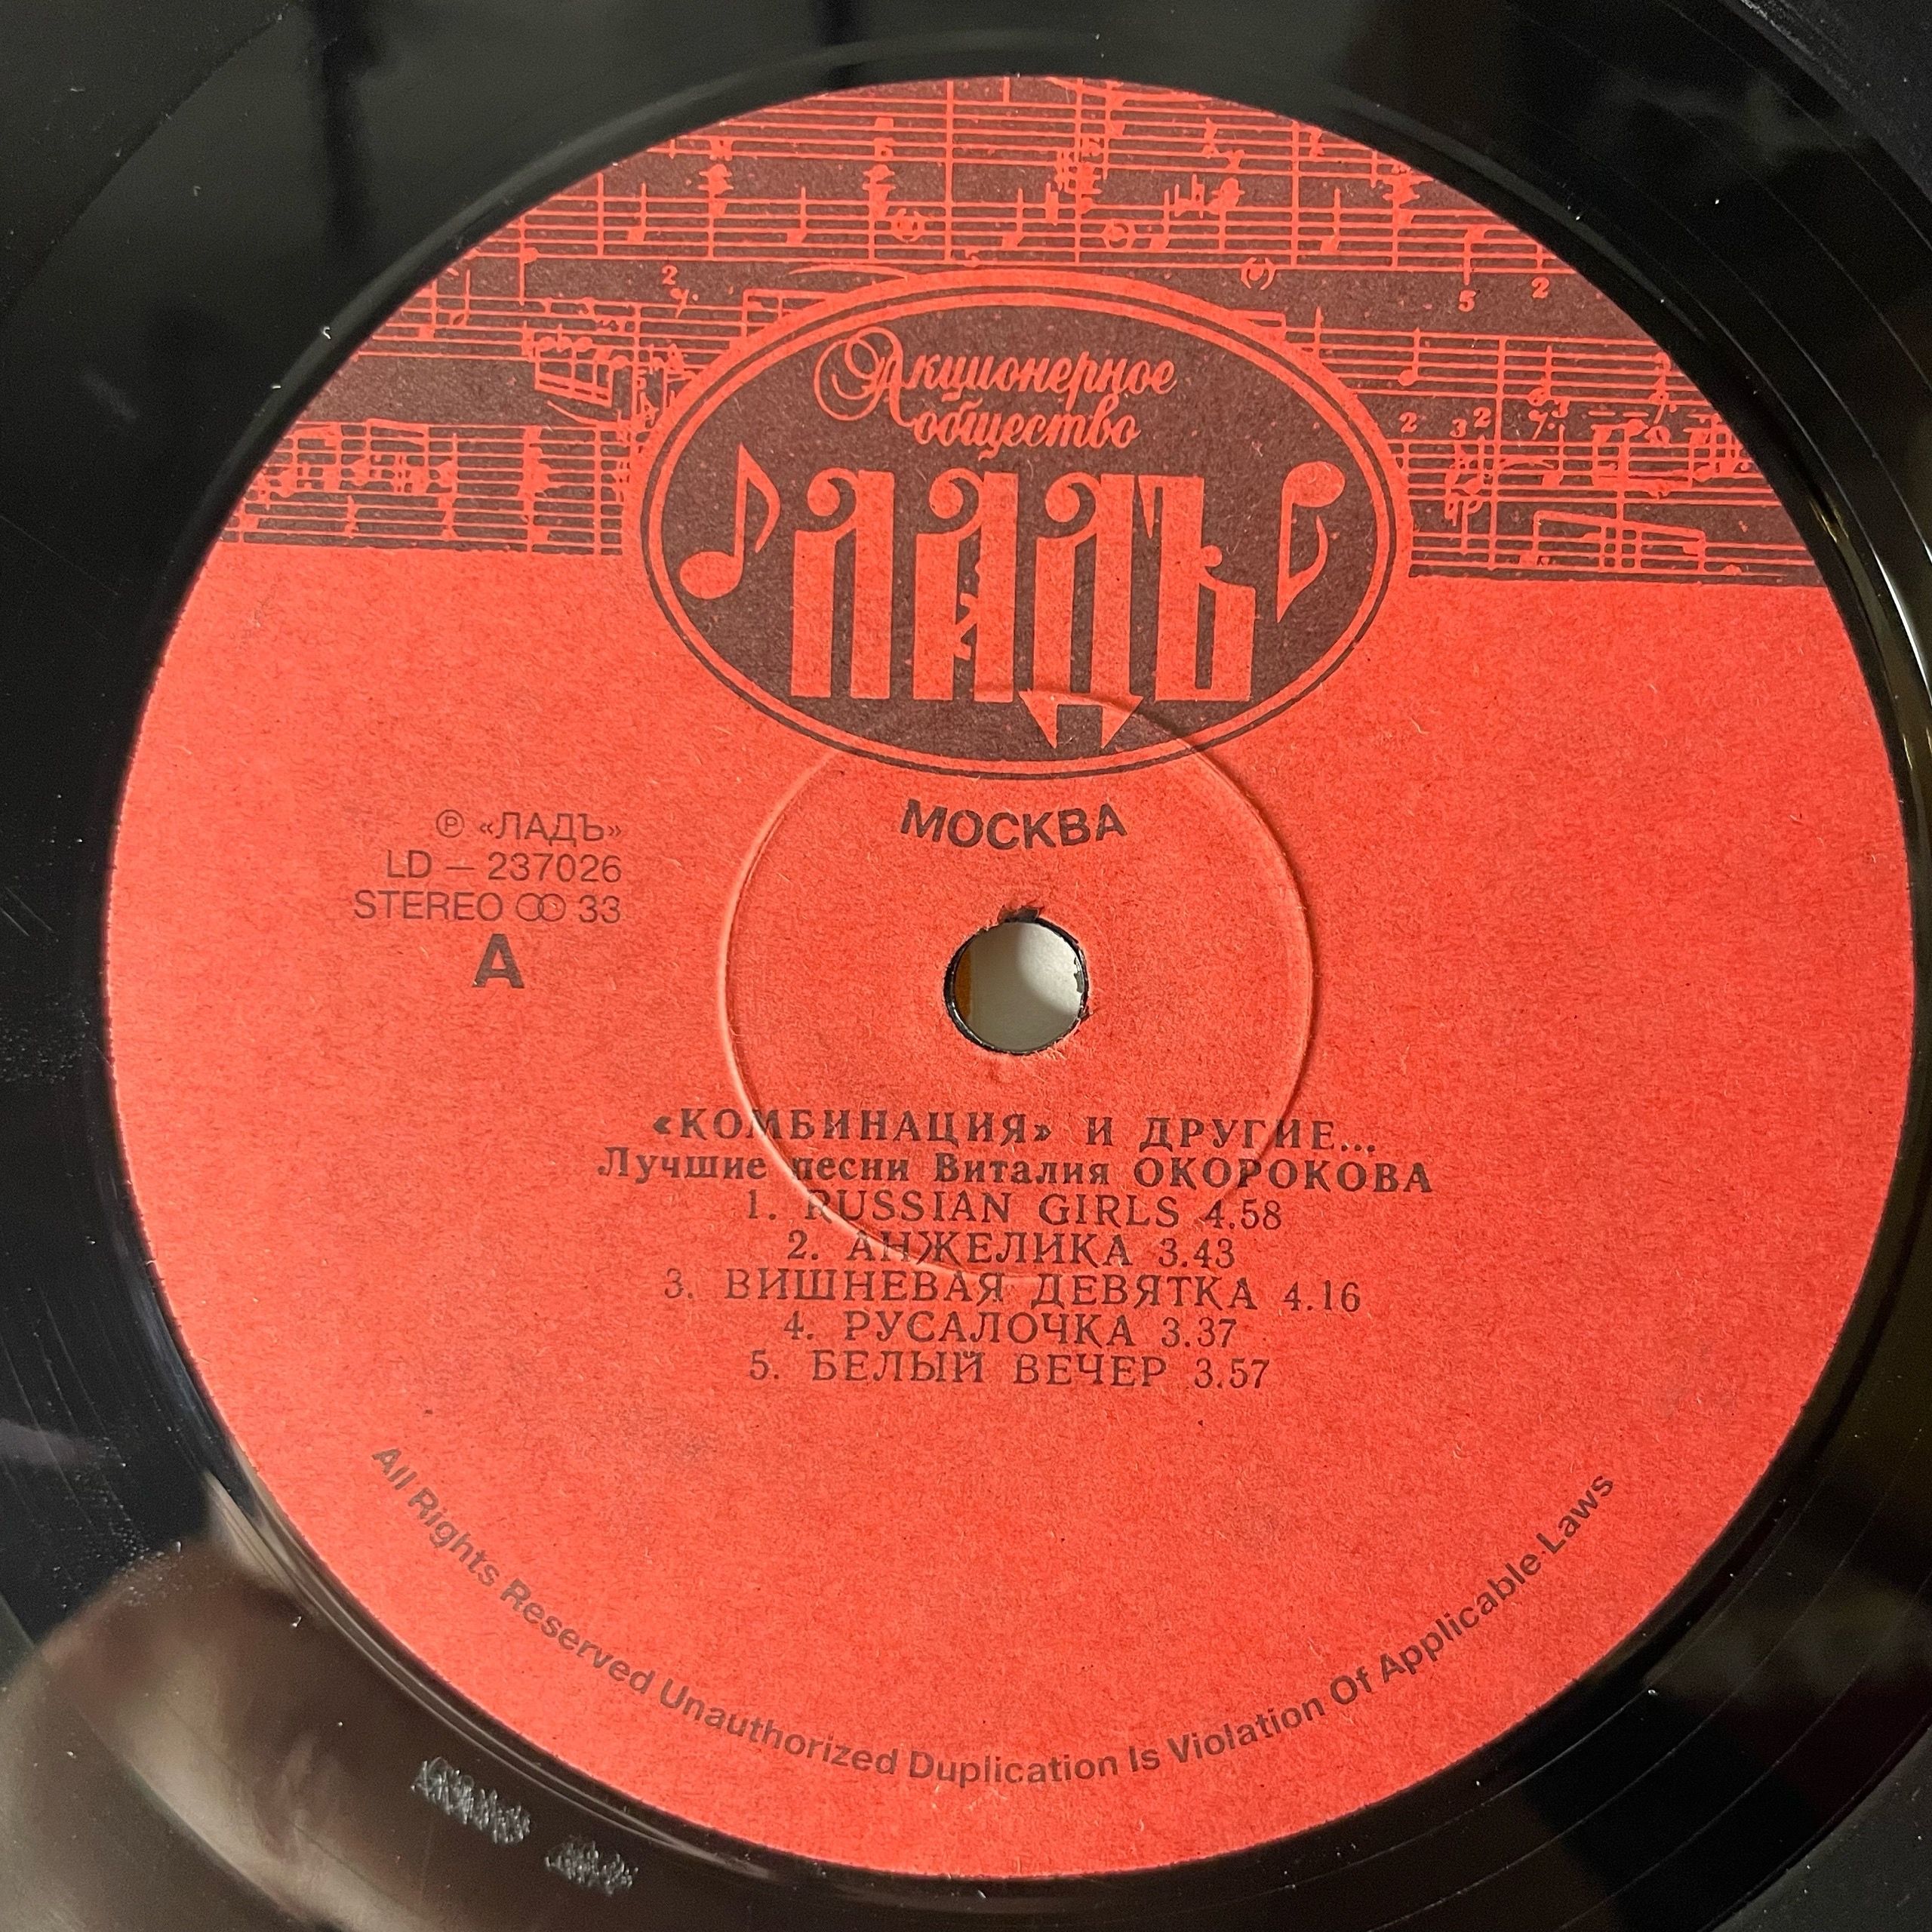 Акционерное
общество
ЛАДЪ
МОСКВА
℗ «ЛАДЪ»
LD — 237026
STEREO ꝏ 33
A
«КОМБИНАЦИЯ» И ДРУГИЕ...
Лучшие песни Виталия ОКОРОКОВА
1. RUSSIAN GIRLS 4.58
2. АНЖЕЛИКА 3.43
3. ВИШНЕВАЯ ДЕВЯТКА 4.16
4. РУСАЛОЧКА 3.37
5. БЕЛЫЙ ВЕЧЕР 3.57
All Rights Reserved Unauthorized Duplication Is Violation Of Applicable Laws